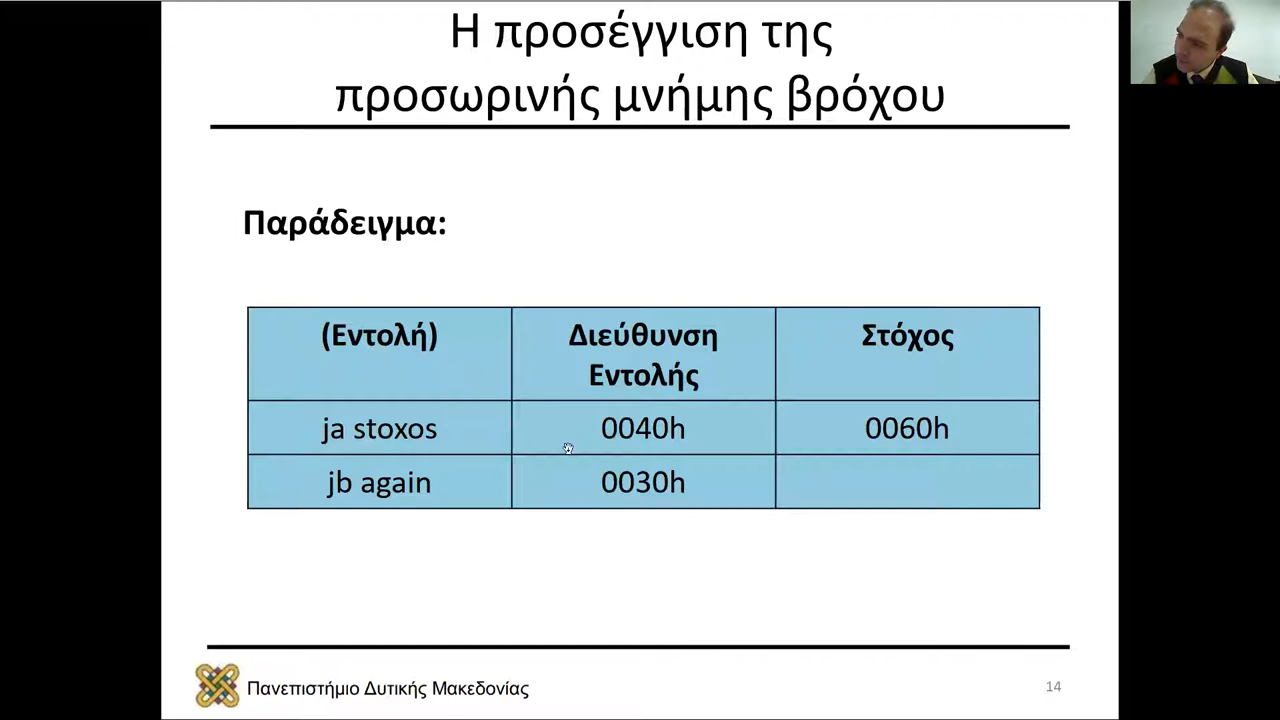 Η προσέγγιση της
προσωρινής μνήμης βρόχου
Παράδειγμα:
(Εντολή) Διεύθυνση Εντολής Στόχος
ja stoxos 0040h 0060h
jb again 0030h
Πανεπιστήμιο Δυτικής Μακεδονίας 14